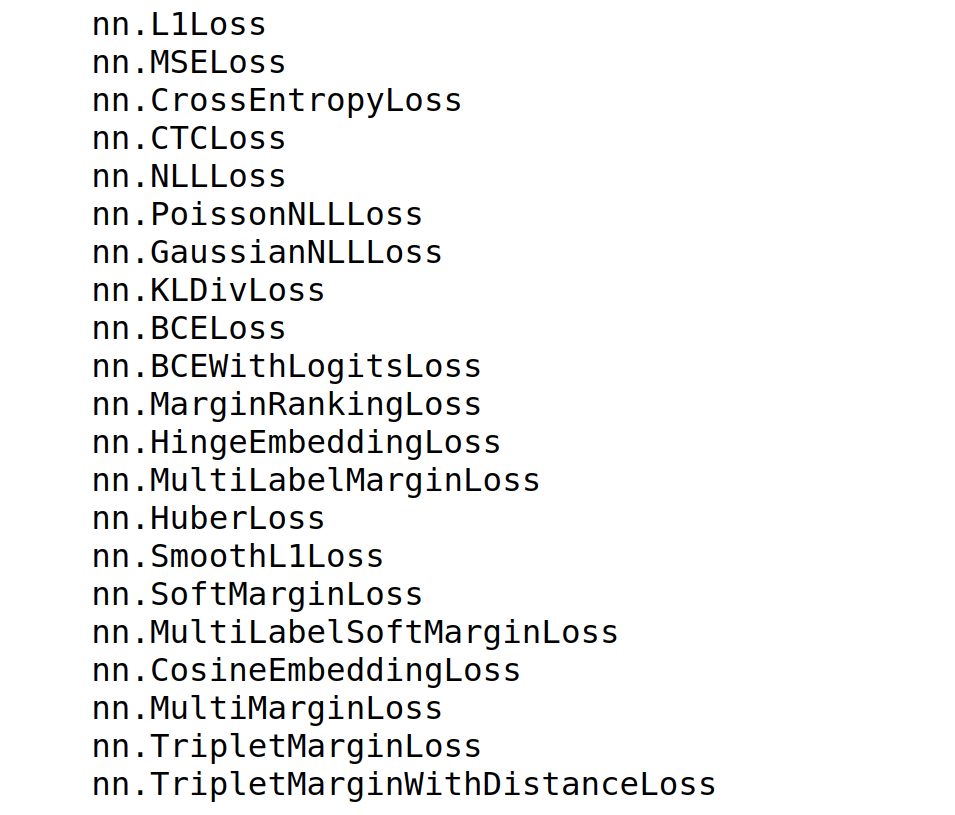 nn.L1Loss
nn.MSELoss
nn.CrossEntropyLoss
nn.CTCLoss
nn.NLLLoss
nn.PoissonNLLLoss
nn.GaussianNLLLoss
nn.KLDivLoss
nn.BCELoss
nn.BCEWithLogitsLoss
nn.MarginRankingLoss
nn.HingeEmbeddingLoss
nn.MultiLabelMarginLoss
nn.HuberLoss
nn.SmoothL1Loss
nn.SoftMarginLoss
nn.MultiLabelSoftMarginLoss
nn.CosineEmbeddingLoss
nn.MultiMarginLoss
nn.TripletMarginLoss
nn.TripletMarginWithDistanceLoss